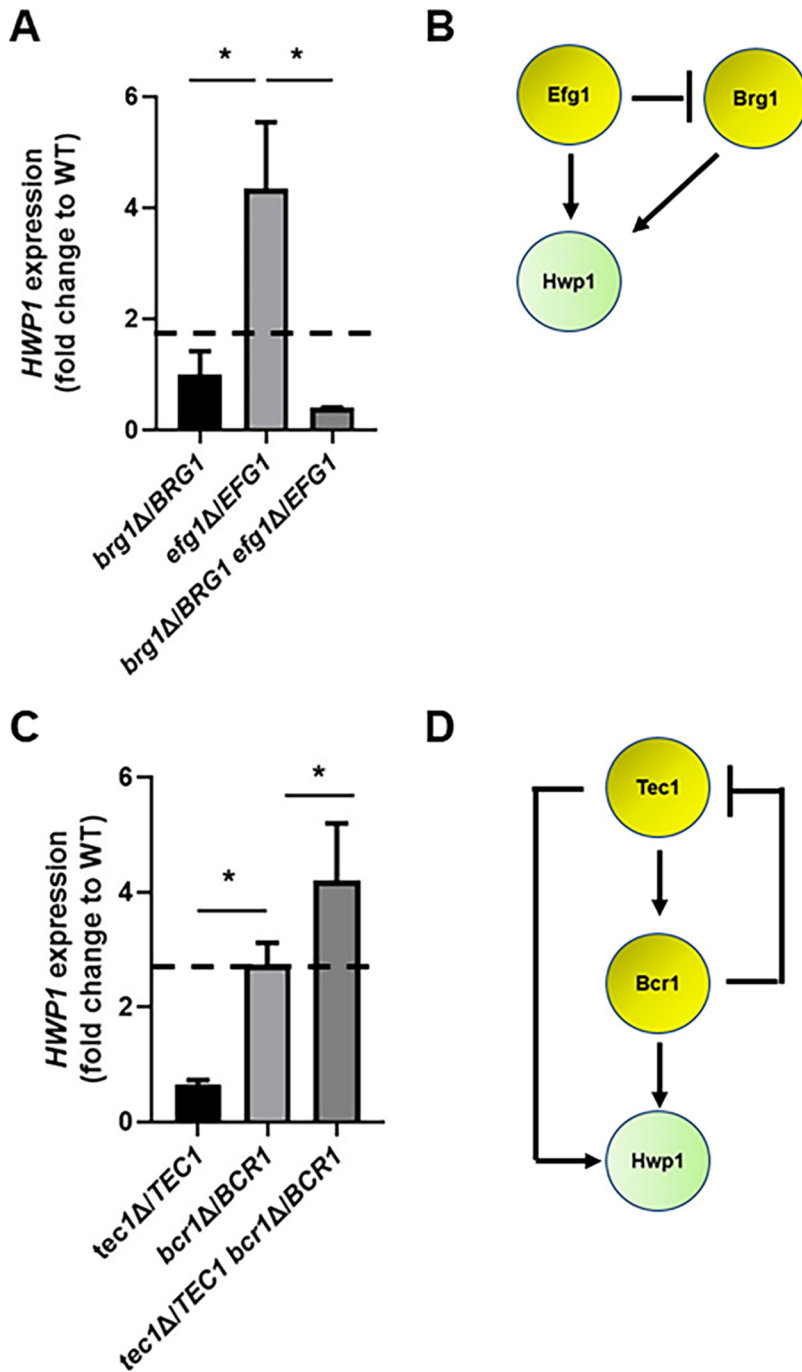 A
B
*
*
6
4
2
0
HWP1 expression
(fold change to WT)
brg1Δ/BRG1
efg1Δ/EFG1
brg1Δ/BRG1 efg1Δ/EFG1
Efg1
Brg1
Hwp1
C
D
*
*
6
4
2
0
HWP1 expression
(fold change to WT)
tec1Δ/TEC1
bcr1Δ/BCR1
tec1Δ/TEC1 bcr1Δ/BCR1
Tec1
Bcr1
Hwp1